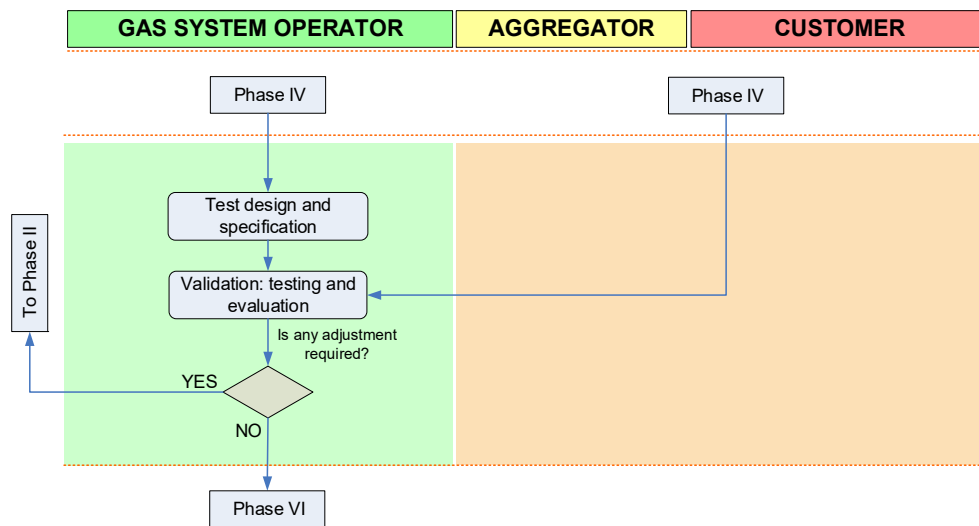 GAS SYSTEM OPERATOR
AGGREGATOR
CUSTOMER
Phase IV
Phase IV
Test design and
specification
To Phase II
Validation: testing and
evaluation
Is any adjustment
required?
YES
NO
Phase VI